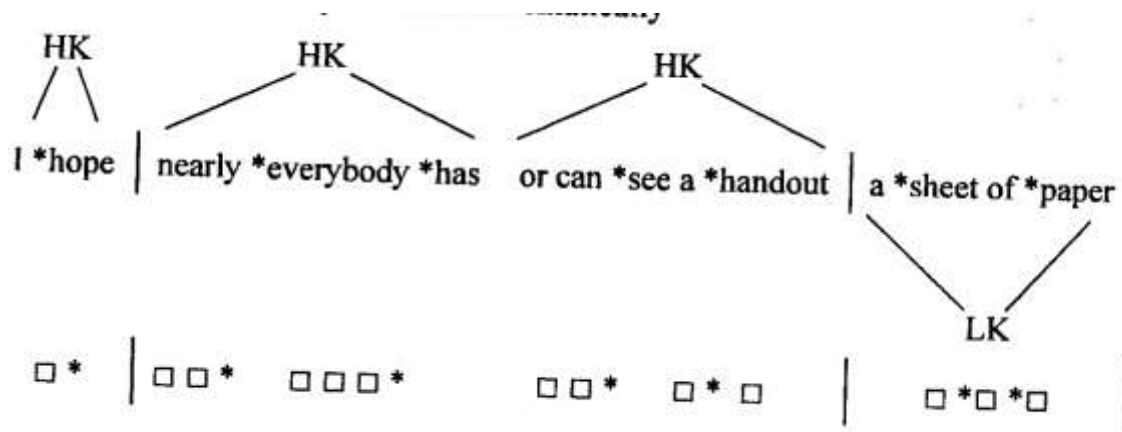 HK HK HK
I *hope | nearly *everybody *has or can *see a *handout | a *sheet of *paper
LK
□ * | □ □ * □ □ □ * □ □ * □ * □ | □ *□ *□